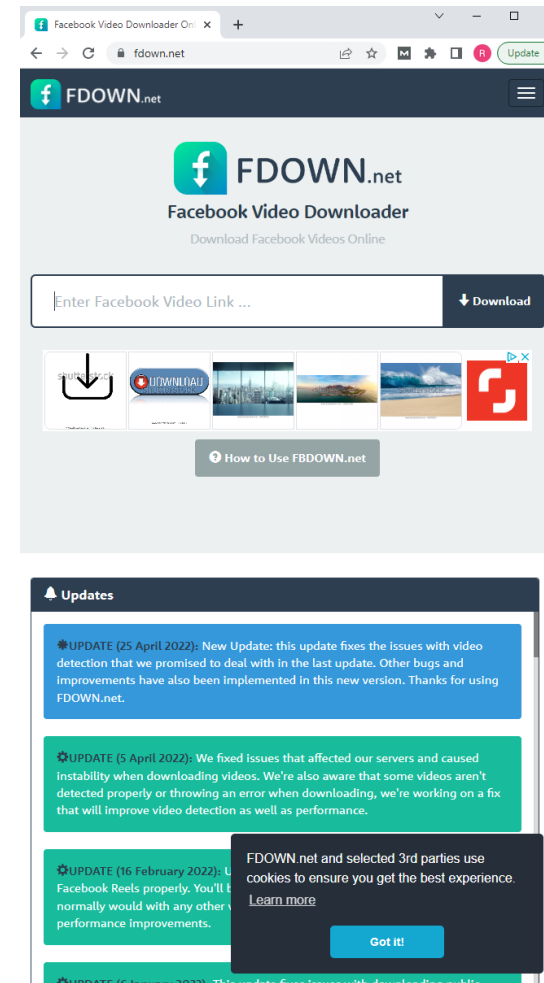 Facebook Video Downloader Onl
fdown.net
R
Update
FDOWN.net
FDOWN.net
Facebook Video Downloader
Download Facebook Videos Online
Enter Facebook Video Link ...
Download
shutterstock
How to Use FBDOWN.net
Updates
UPDATE (25 April 2022): New Update: this update fixes the issues with video
detection that we promised to deal with in the last update. Other bugs and
improvements have also been implemented in this new version. Thanks for using
FDOWN.net.
UPDATE (5 April 2022): We fixed issues that affected our servers and caused
instability when downloading videos. We're also aware that some videos aren't
detected properly or throwing an error when downloading, we're working on a fix
that will improve video detection as well as performance.
UPDATE (16 February 2022): U
Facebook Reels properly. You'll b
normally would with any other v
performance improvements.
FDOWN.net and selected 3rd parties use
cookies to ensure you get the best experience.
Learn more
Got it!